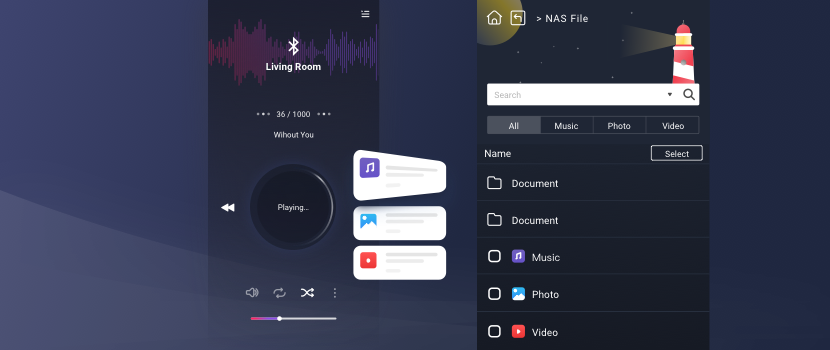 Living Room
36 / 1000
Wihout You
Playing...
> NAS File
Search
All Music Photo Video
Name Select
Document
Document
Music
Photo
Video